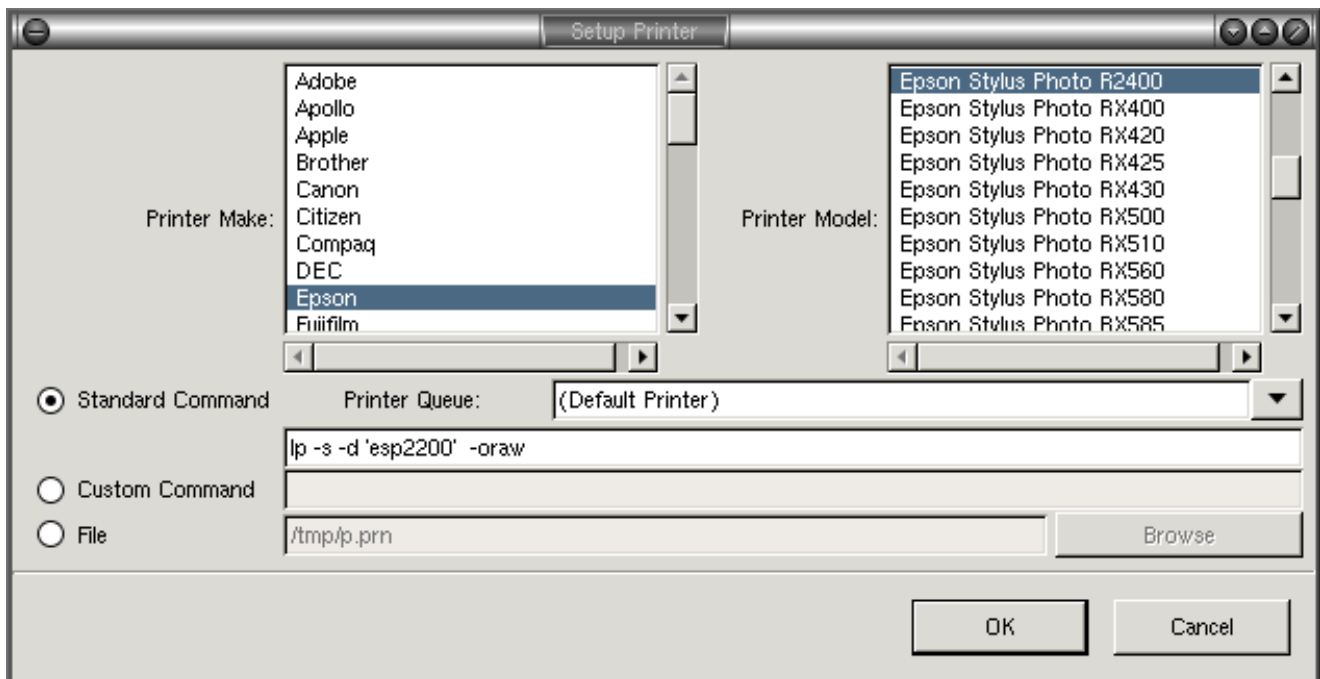 Setup Printer
Printer Make:
Adobe
Apollo
Apple
Brother
Canon
Citizen
Compaq
DEC
Epson
Fujifilm
Printer Model:
Epson Stylus Photo R2400
Epson Stylus Photo RX400
Epson Stylus Photo RX420
Epson Stylus Photo RX425
Epson Stylus Photo RX430
Epson Stylus Photo RX500
Epson Stylus Photo RX510
Epson Stylus Photo RX560
Epson Stylus Photo RX580
Epson Stylus Photo RX585
Standard Command Printer Queue: (Default Printer)
lp -s -d 'esp2200' -oraw
Custom Command
File /tmp/p.prn Browse
OK Cancel